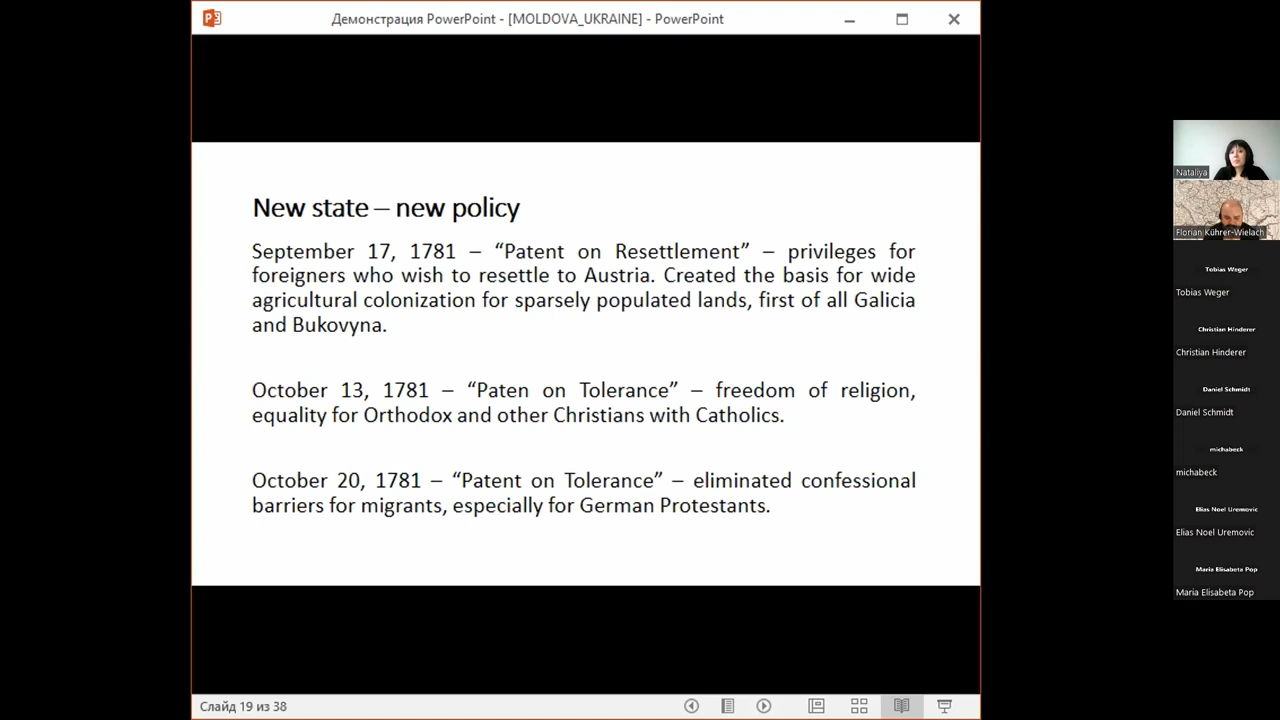 Демонстрация PowerPoint - [MOLDOVA_UKRAINE] - PowerPoint
New state – new policy
September 17, 1781 – “Patent on Resettlement” – privileges for
foreigners who wish to resettle to Austria. Created the basis for wide
agricultural colonization for sparsely populated lands, first of all Galicia
and Bukovyna.
October 13, 1781 – “Paten on Tolerance” – freedom of religion,
equality for Orthodox and other Christians with Catholics.
October 20, 1781 – “Patent on Tolerance” – eliminated confessional
barriers for migrants, especially for German Protestants.
Слайд 19 из 38
Nataliya
Florian Kührer-Wielach
Tobias Weger
Tobias Weger
Christian Hinderer
Christian Hinderer
Daniel Schmidt
Daniel Schmidt
michabeck
michabeck
Elias Noel Uremovic
Elias Noel Uremovic
Maria Elisabeta Pop
Maria Elisabeta Pop